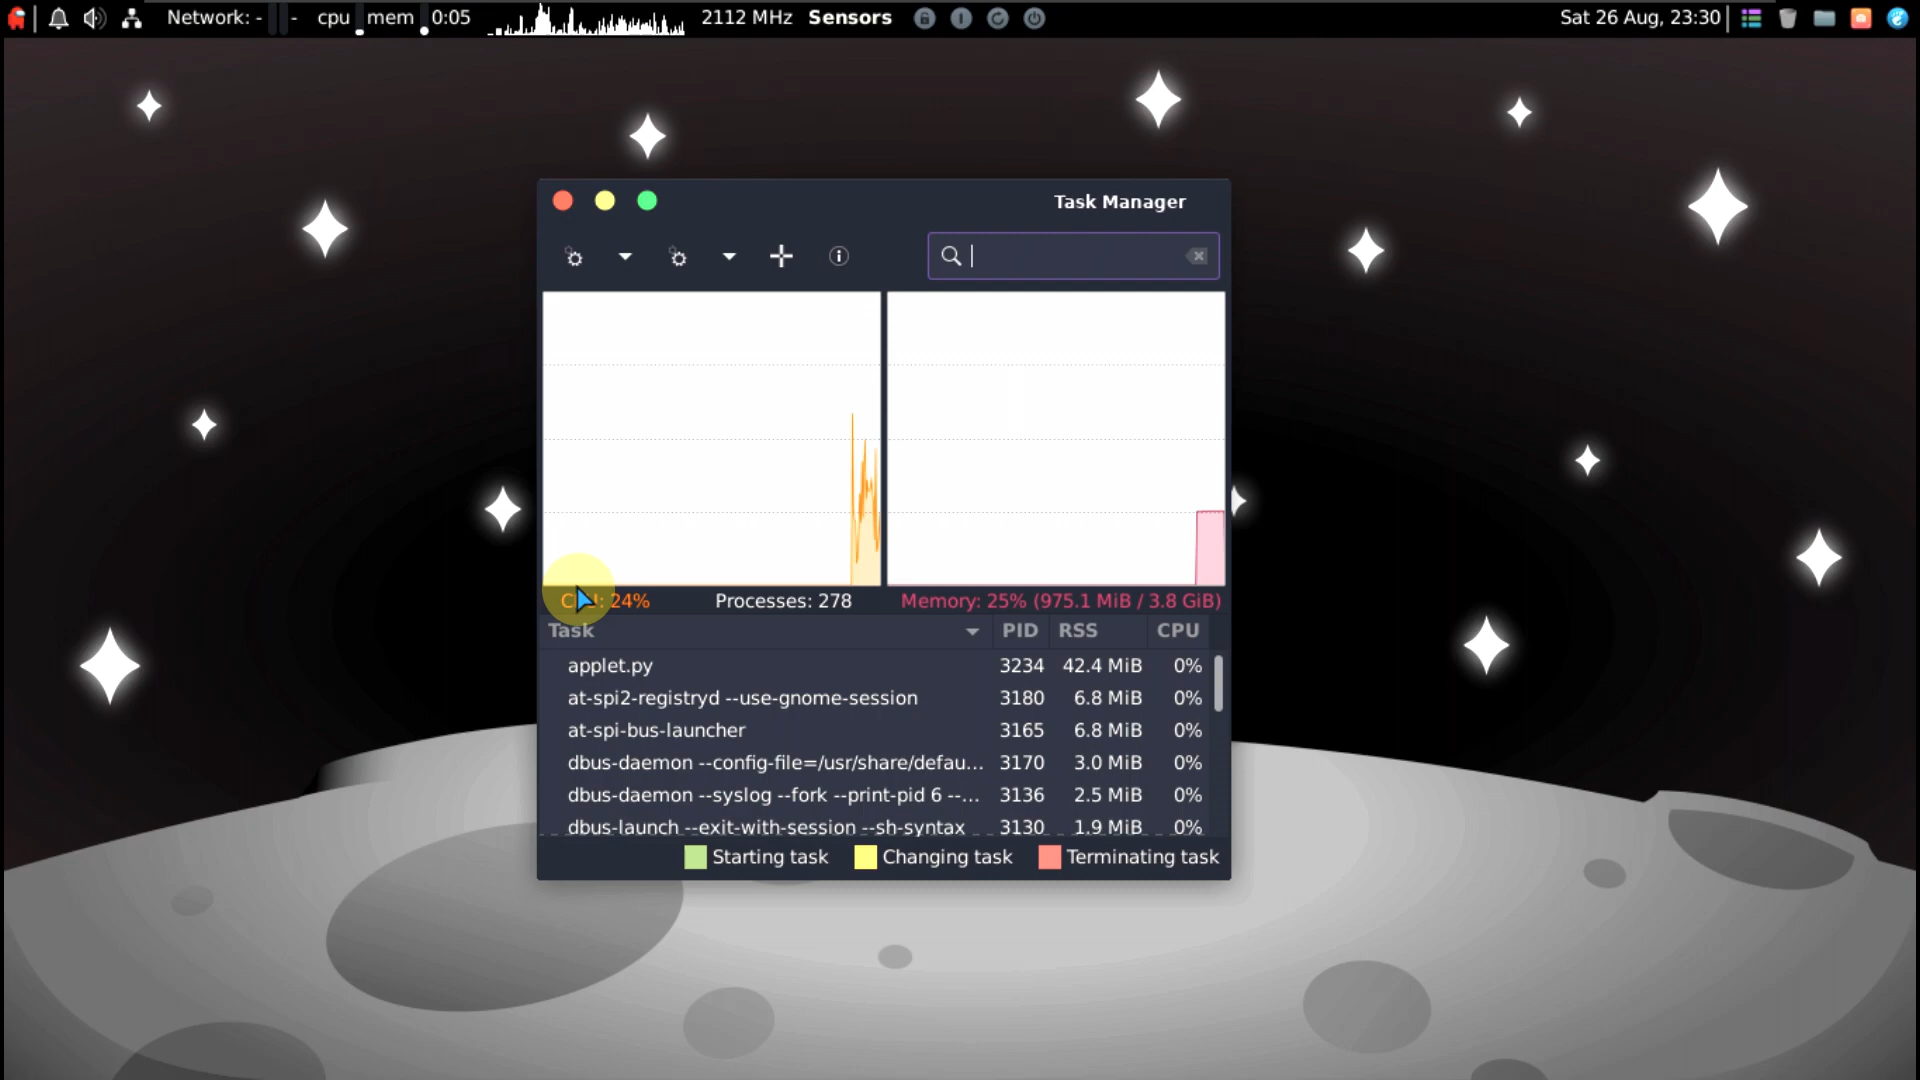 Network: - - cpu mem 0:05 2112 MHz Sensors Sat 26 Aug, 23:30
Task Manager
24%
Processes: 278
Memory: 25% (975.1 MiB / 3.8 GiB)
Task PID RSS CPU
applet.py 3234 42.4 MiB 0%
at-spi2-registryd --use-gnome-session 3180 6.8 MiB 0%
at-spi-bus-launcher 3165 6.8 MiB 0%
dbus-daemon --config-file=/usr/share/defau... 3170 3.0 MiB 0%
dbus-daemon --syslog --fork --print-pid 6 --... 3136 2.5 MiB 0%
dbus-launch --exit-with-session --sh-syntax 3130 1.9 MiB 0%
Starting task Changing task Terminating task